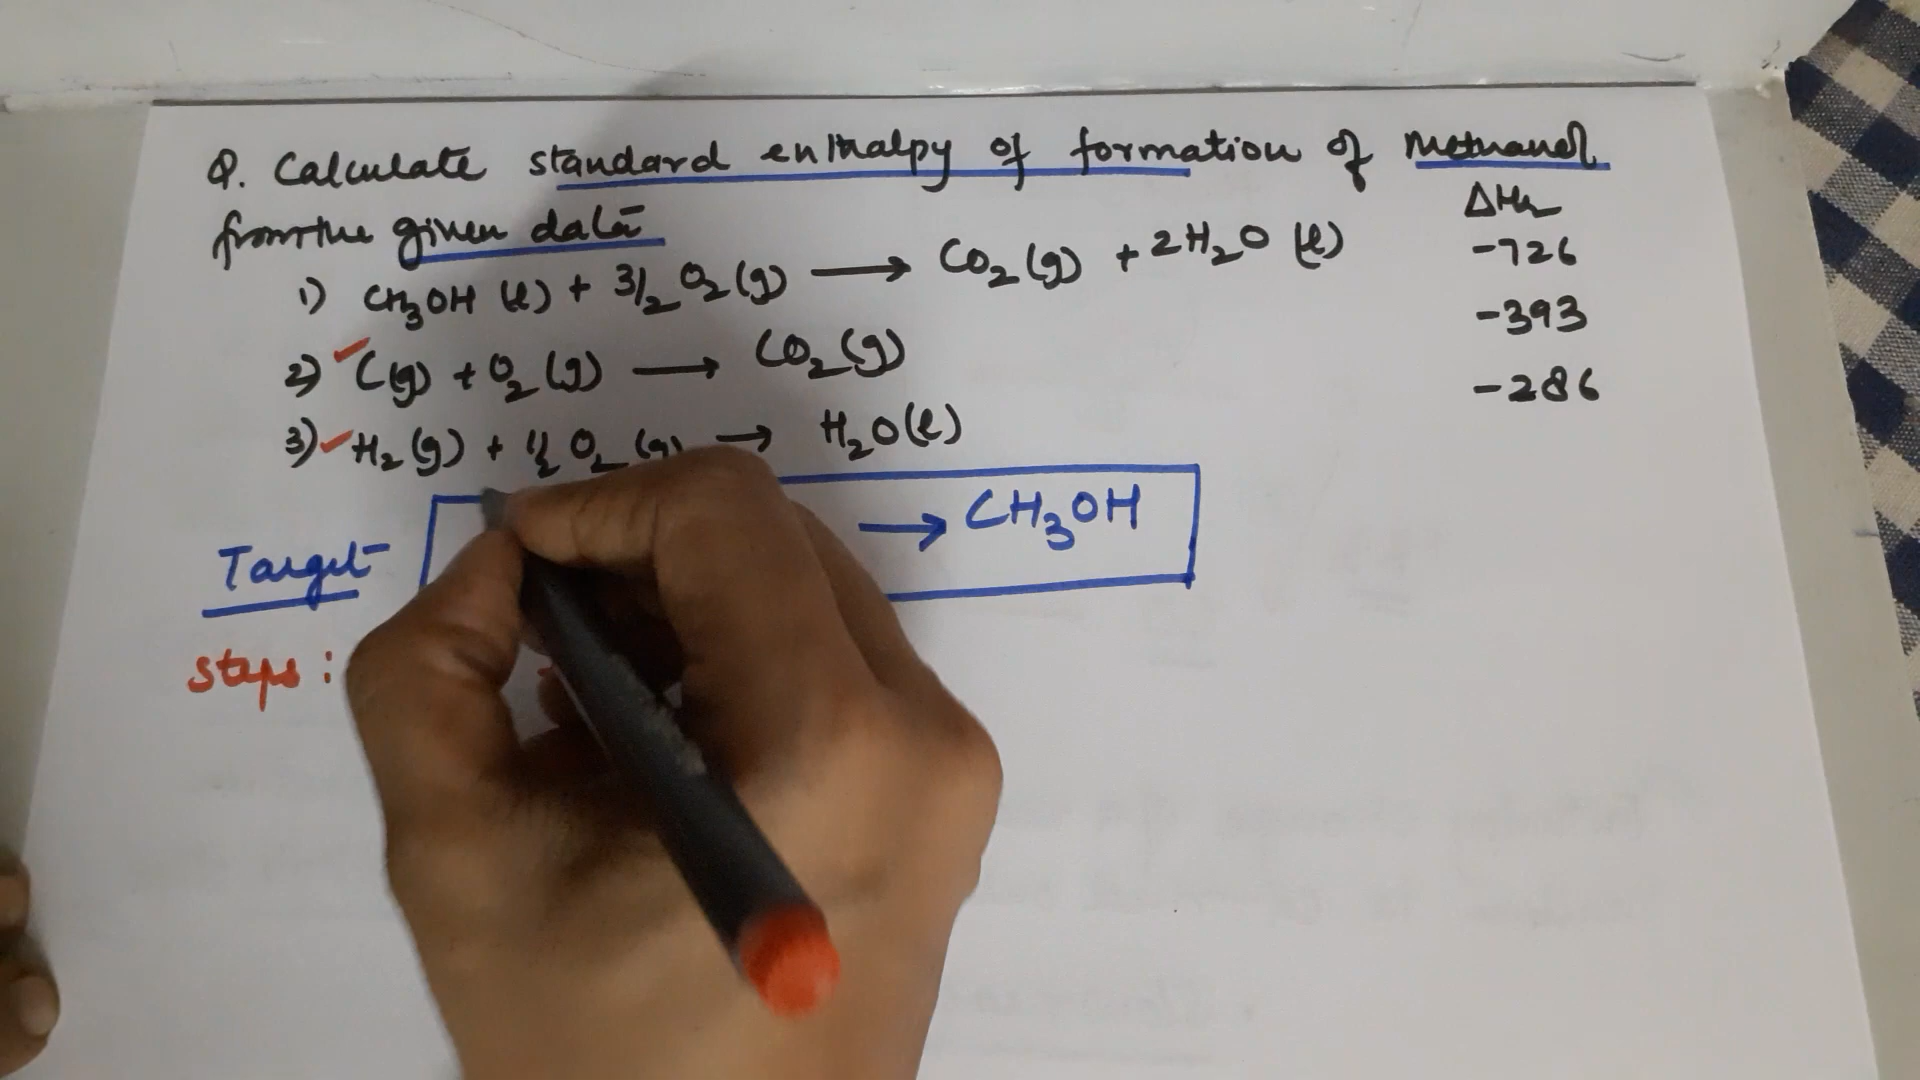 Q. Calculate standard enthalpy of formation of Methanol
from the given data
ΔHr
1) CH3OH (l) + 3/2 O2 (g) ⟶ CO2 (g) + 2H2O (l) -726
2) C(g) + O2 (g) ⟶ CO2 (g) -393
3) H2 (g) + 1/2 O2 (g) → H2O(l) -286
Target → CH3OH
Steps :